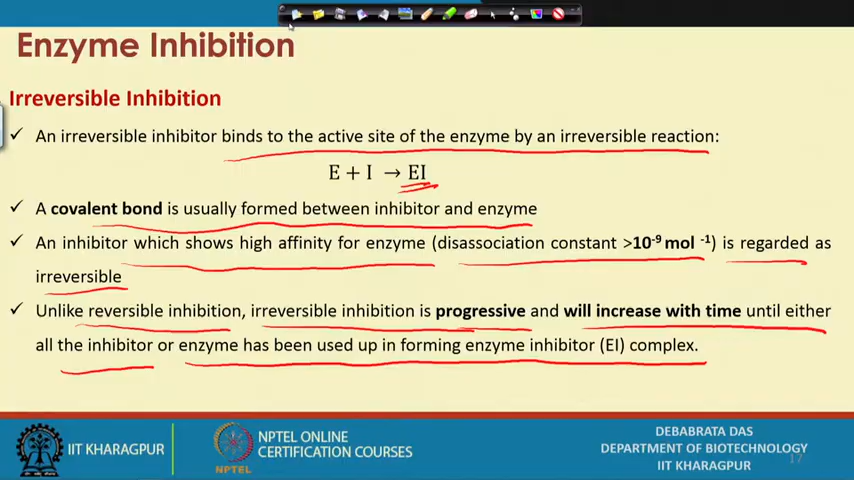 Enzyme Inhibition
Irreversible Inhibition
✓ An irreversible inhibitor binds to the active site of the enzyme by an irreversible reaction:
E + I → EI
✓ A covalent bond is usually formed between inhibitor and enzyme
✓ An inhibitor which shows high affinity for enzyme (disassociation constant >10⁻⁹ mol ⁻¹) is regarded as
irreversible
✓ Unlike reversible inhibition, irreversible inhibition is progressive and will increase with time until either
all the inhibitor or enzyme has been used up in forming enzyme inhibitor (EI) complex.
IIT KHARAGPUR
NPTEL
NPTEL ONLINE
CERTIFICATION COURSES
DEBABRATA DAS
DEPARTMENT OF BIOTECHNOLOGY
IIT KHARAGPUR
17